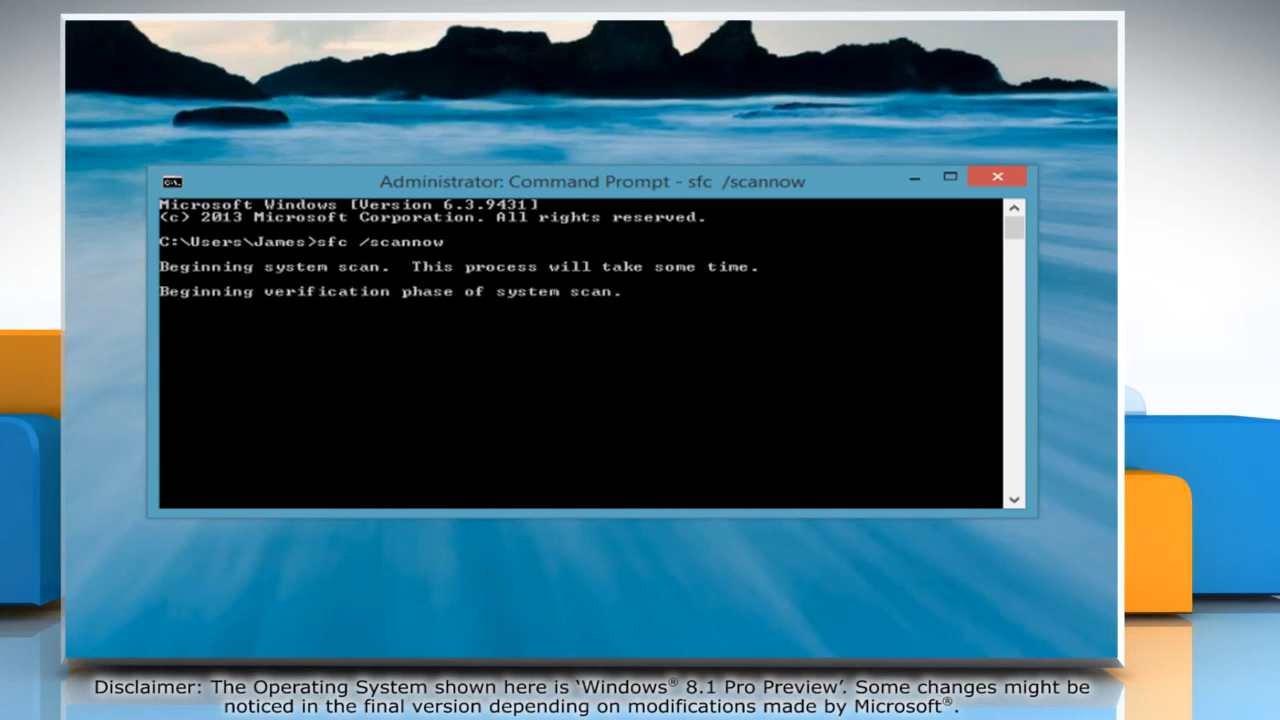 Administrator: Command Prompt - sfc /scannow
Microsoft Windows [Version 6.3.9431]
(c) 2013 Microsoft Corporation. All rights reserved.
C:\Users\James>sfc /scannow
Beginning system scan.  This process will take some time.
Beginning verification phase of system scan.
Disclaimer: The Operating System shown here is ‘Windows® 8.1 Pro Preview’. Some changes might be
noticed in the final version depending on modifications made by Microsoft®.